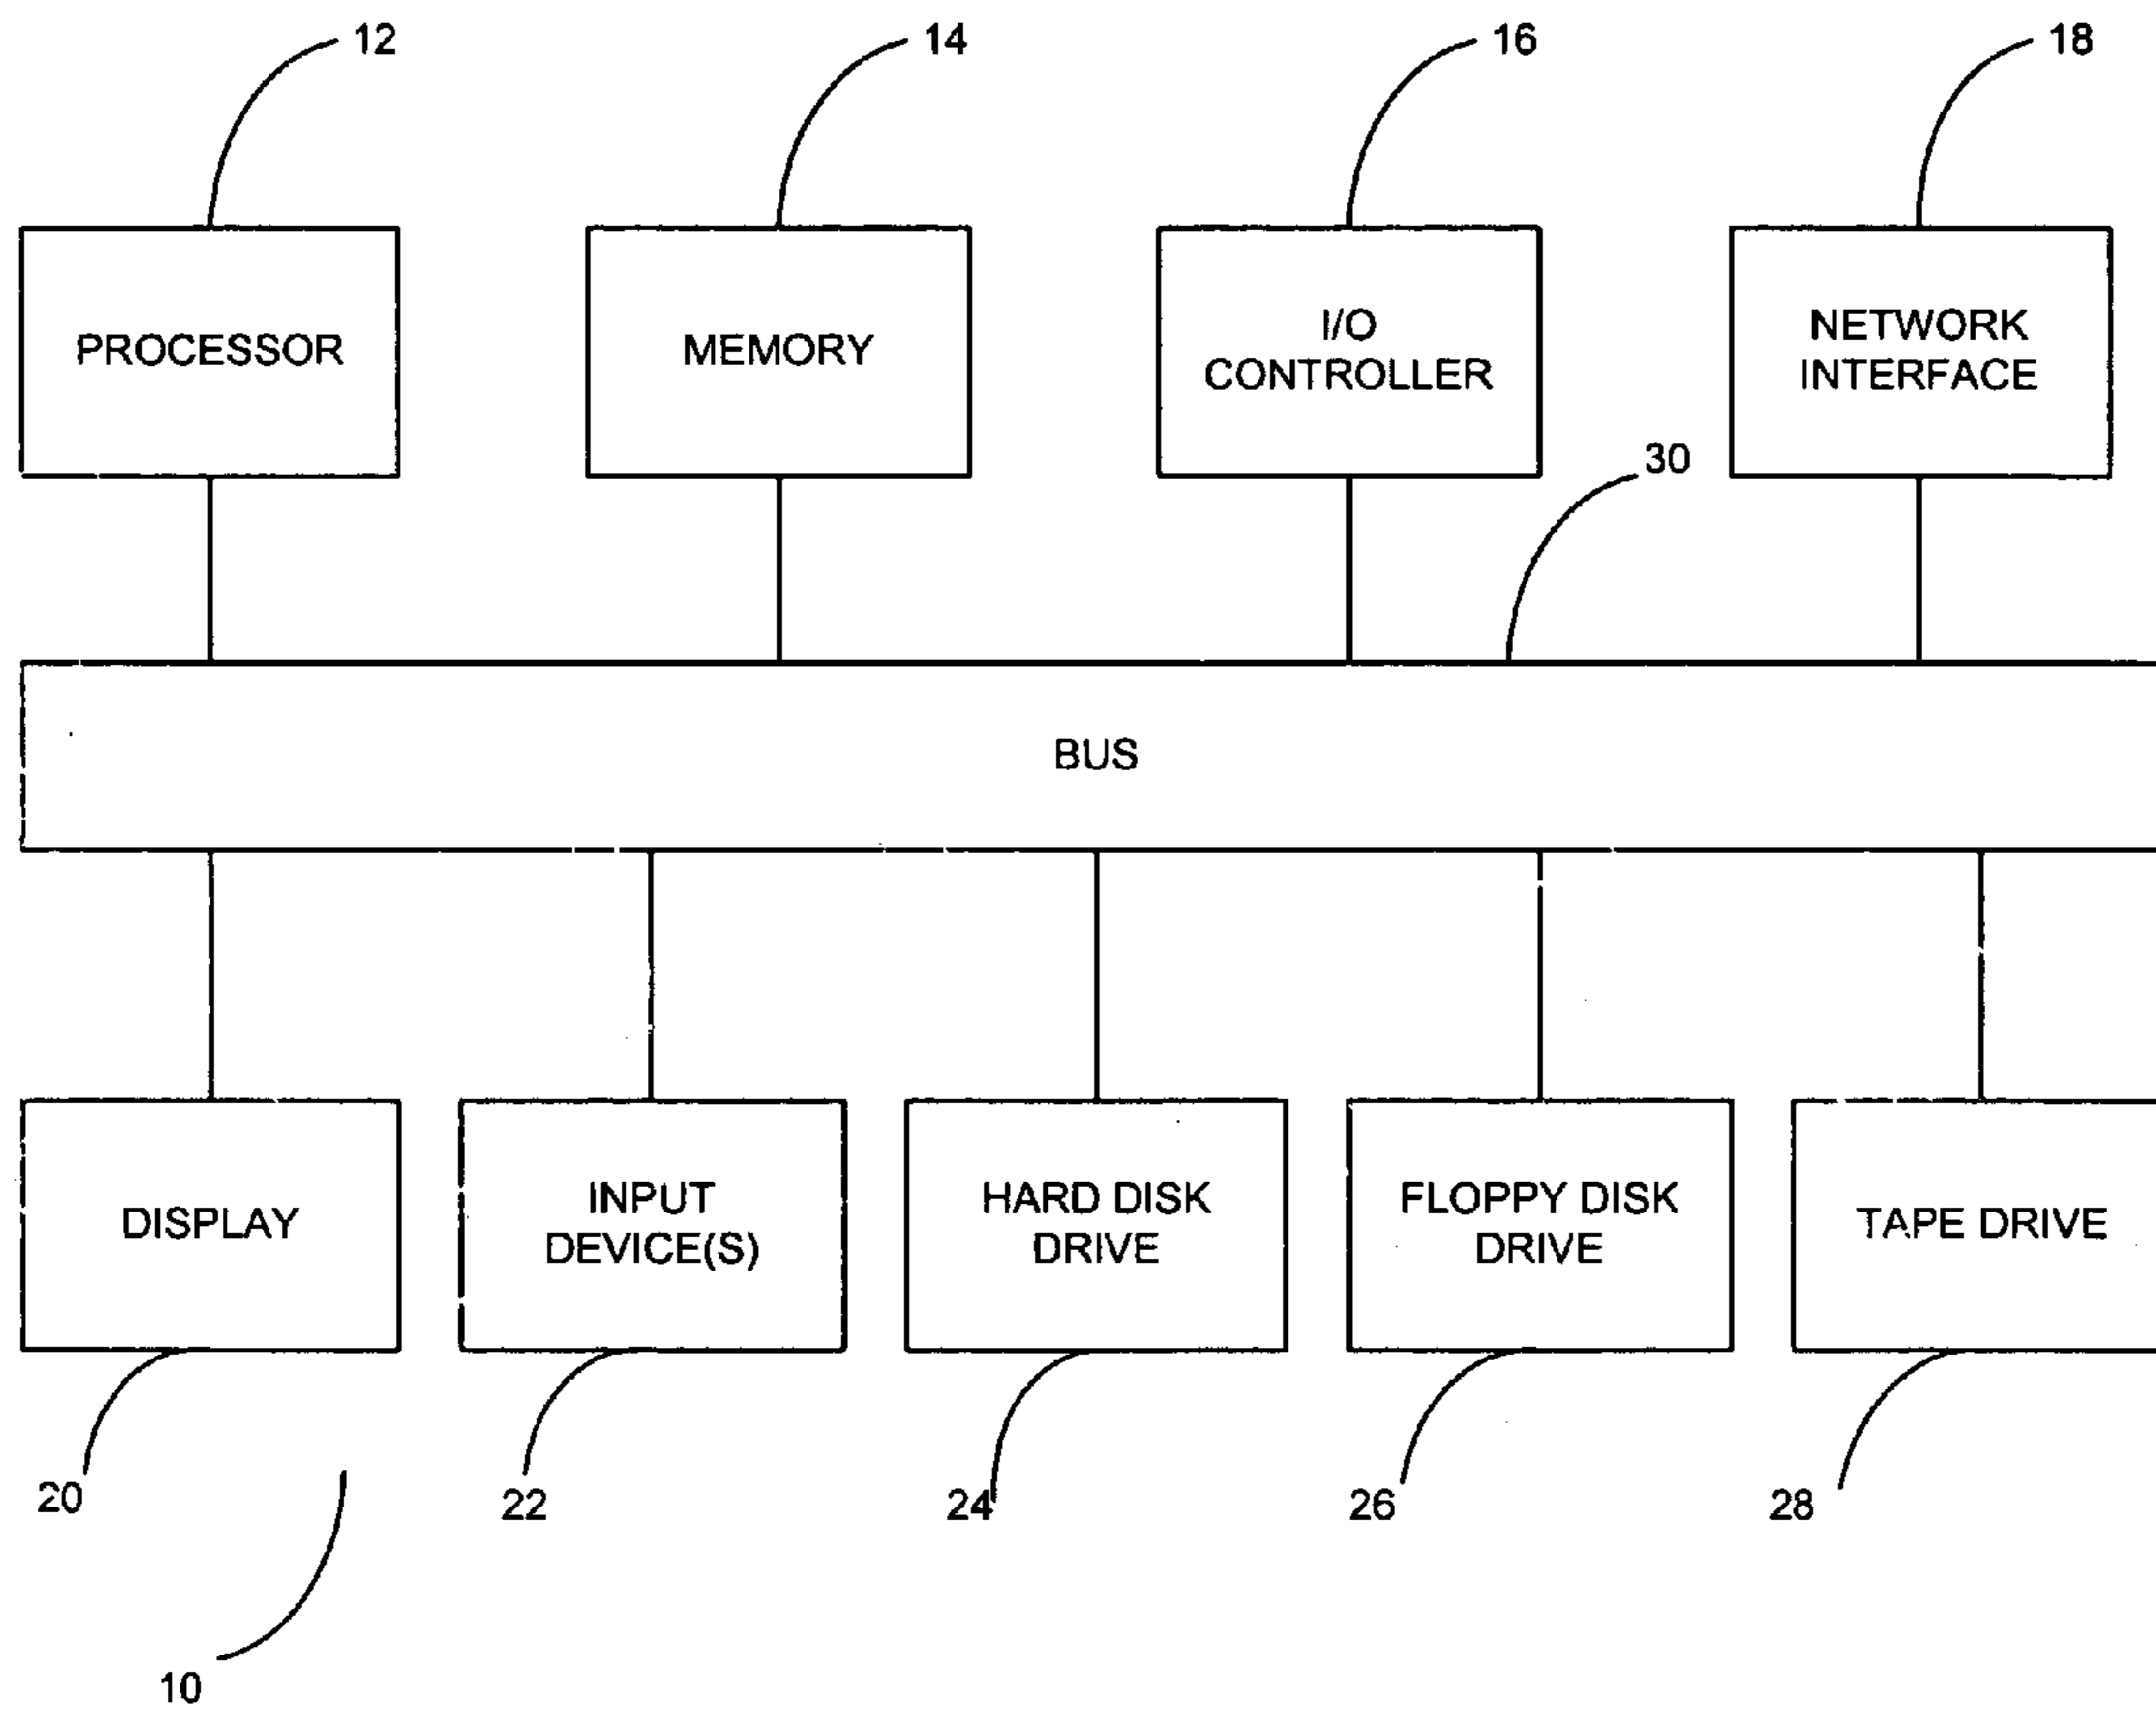 12
14
16
18
PROCESSOR
MEMORY
I/O
CONTROLLER
NETWORK
INTERFACE
30
BUS
DISPLAY
INPUT
DEVICE(S)
HARD DISK
DRIVE
FLOPPY DISK
DRIVE
TAPE DRIVE
20
22
24
26
28
10